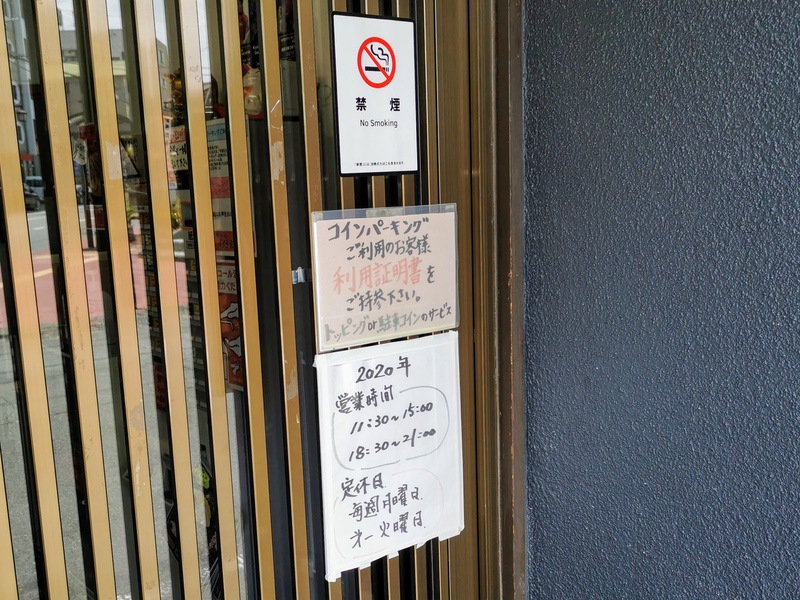 禁 煙
No Smoking
コインパーキング
ご利用のお客様
利用証明書を
ご持参下さい。
トッピングor駐車コインのサービス
2020年
営業時間
11:30~15:00
18:30~21:00
定休日
毎週月曜日
第一火曜日